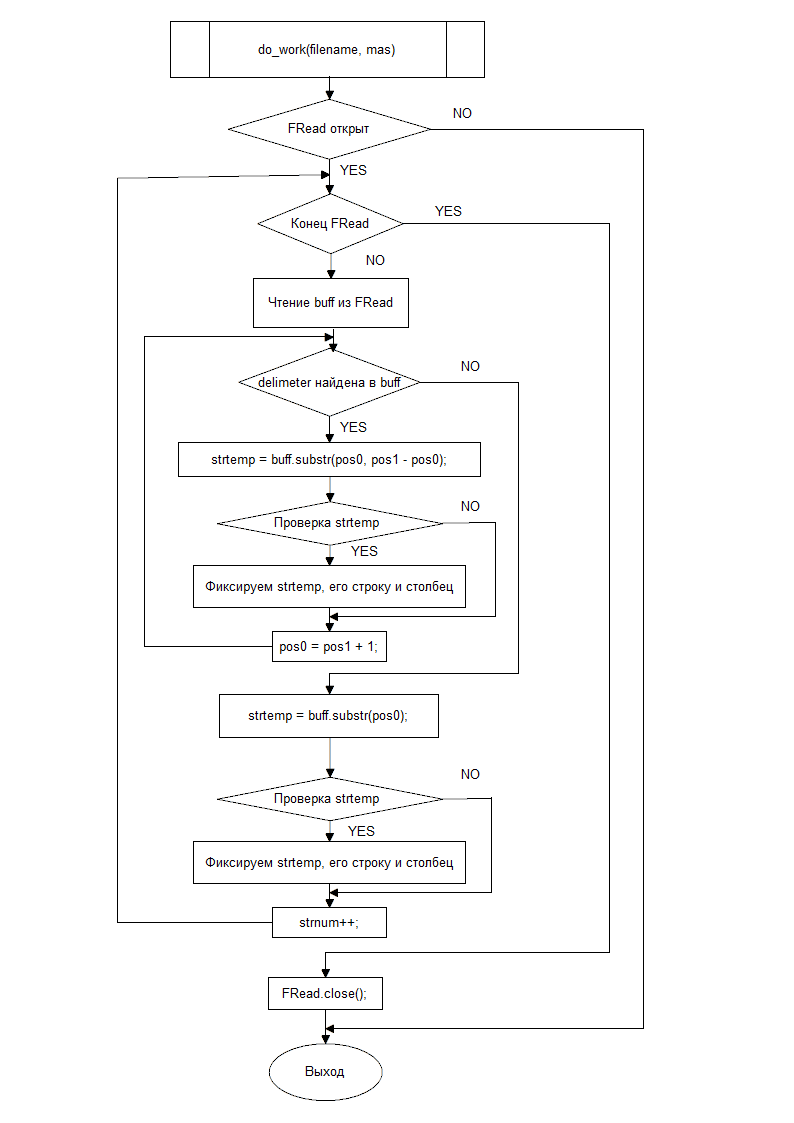 do_work(filename, mas)
NO
FRead открыт
YES
YES
Конец FRead
NO
Чтение buff из FRead
NO
delimeter найдена в buff
YES
strtemp = buff.substr(pos0, pos1 - pos0);
NO
Проверка strtemp
YES
Фиксируем strtemp, его строку и столбец
pos0 = pos1 + 1;
strtemp = buff.substr(pos0);
NO
Проверка strtemp
YES
Фиксируем strtemp, его строку и столбец
strnum++;
FRead.close();
Выход